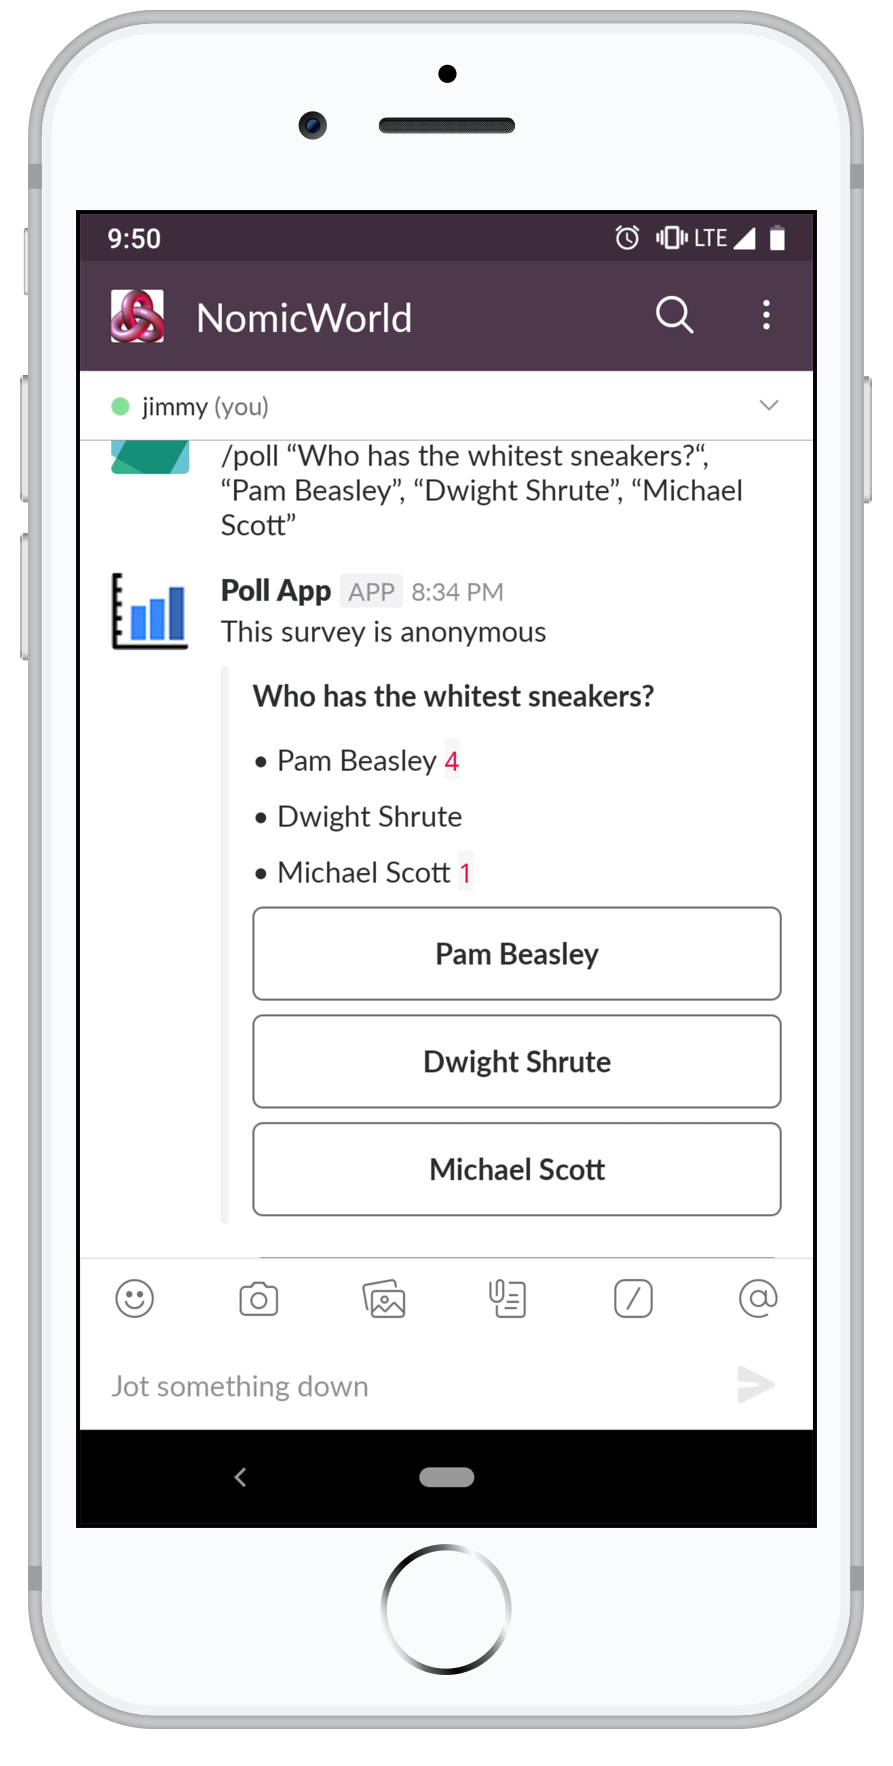 9:50
LTE
NomicWorld
jimmy (you)
/poll “Who has the whitest sneakers?“,
“Pam Beasley”, “Dwight Shrute”, “Michael
Scott”
Poll App APP 8:34 PM
This survey is anonymous
Who has the whitest sneakers?
• Pam Beasley 4
• Dwight Shrute
• Michael Scott 1
Pam Beasley
Dwight Shrute
Michael Scott
Jot something down